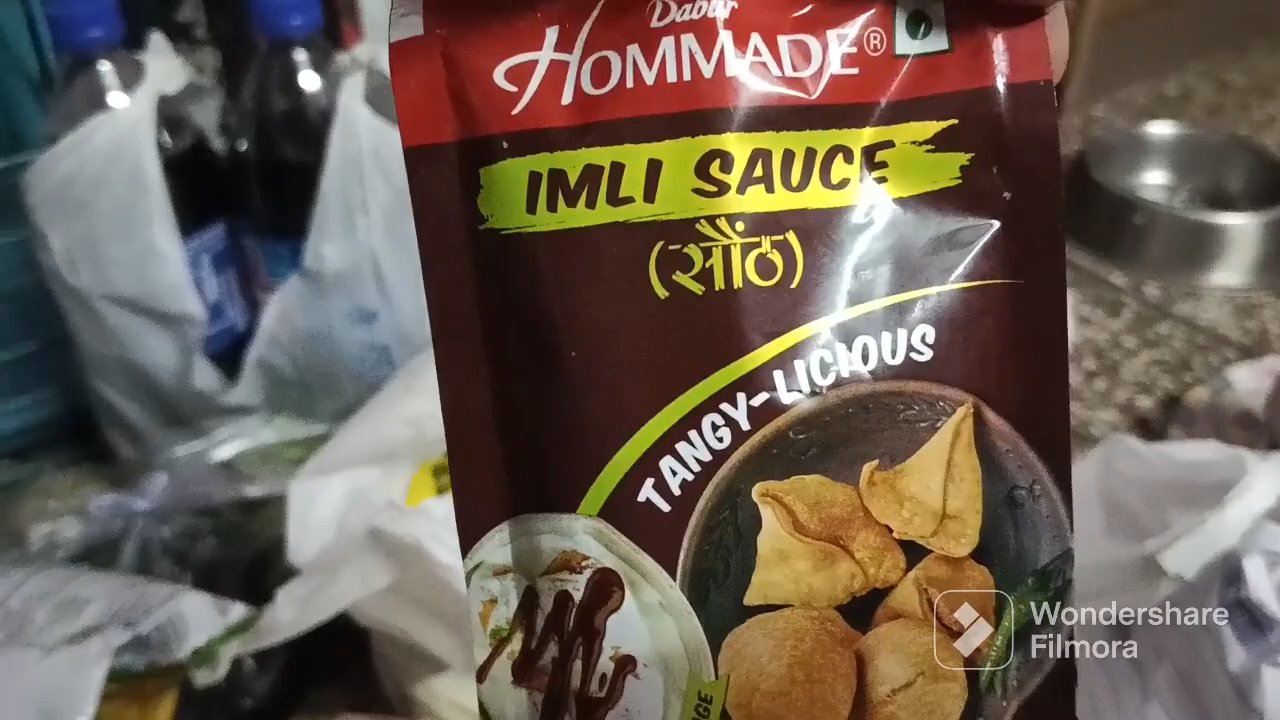 Dabur
HOMMADE®
IMLI SAUCE
(सौंठ)
TANGY-LICIOUS
Wondershare
Filmora